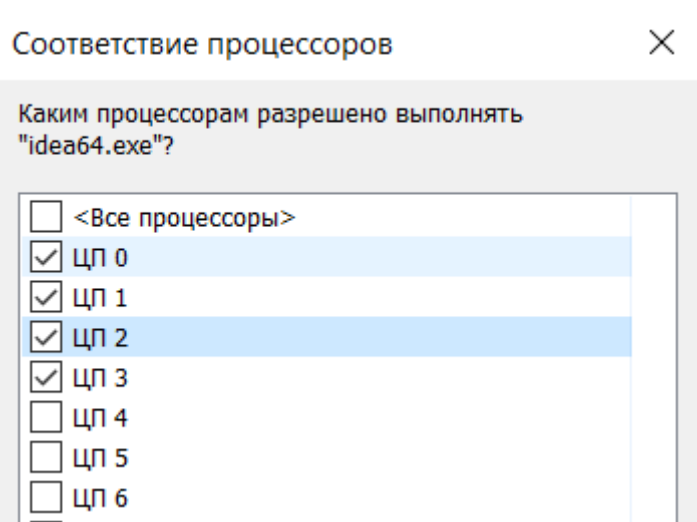 Соответствие процессоров
Каким процессорам разрешено выполнять
"idea64.exe"?
<Все процессоры>
ЦП 0
ЦП 1
ЦП 2
ЦП 3
ЦП 4
ЦП 5
ЦП 6